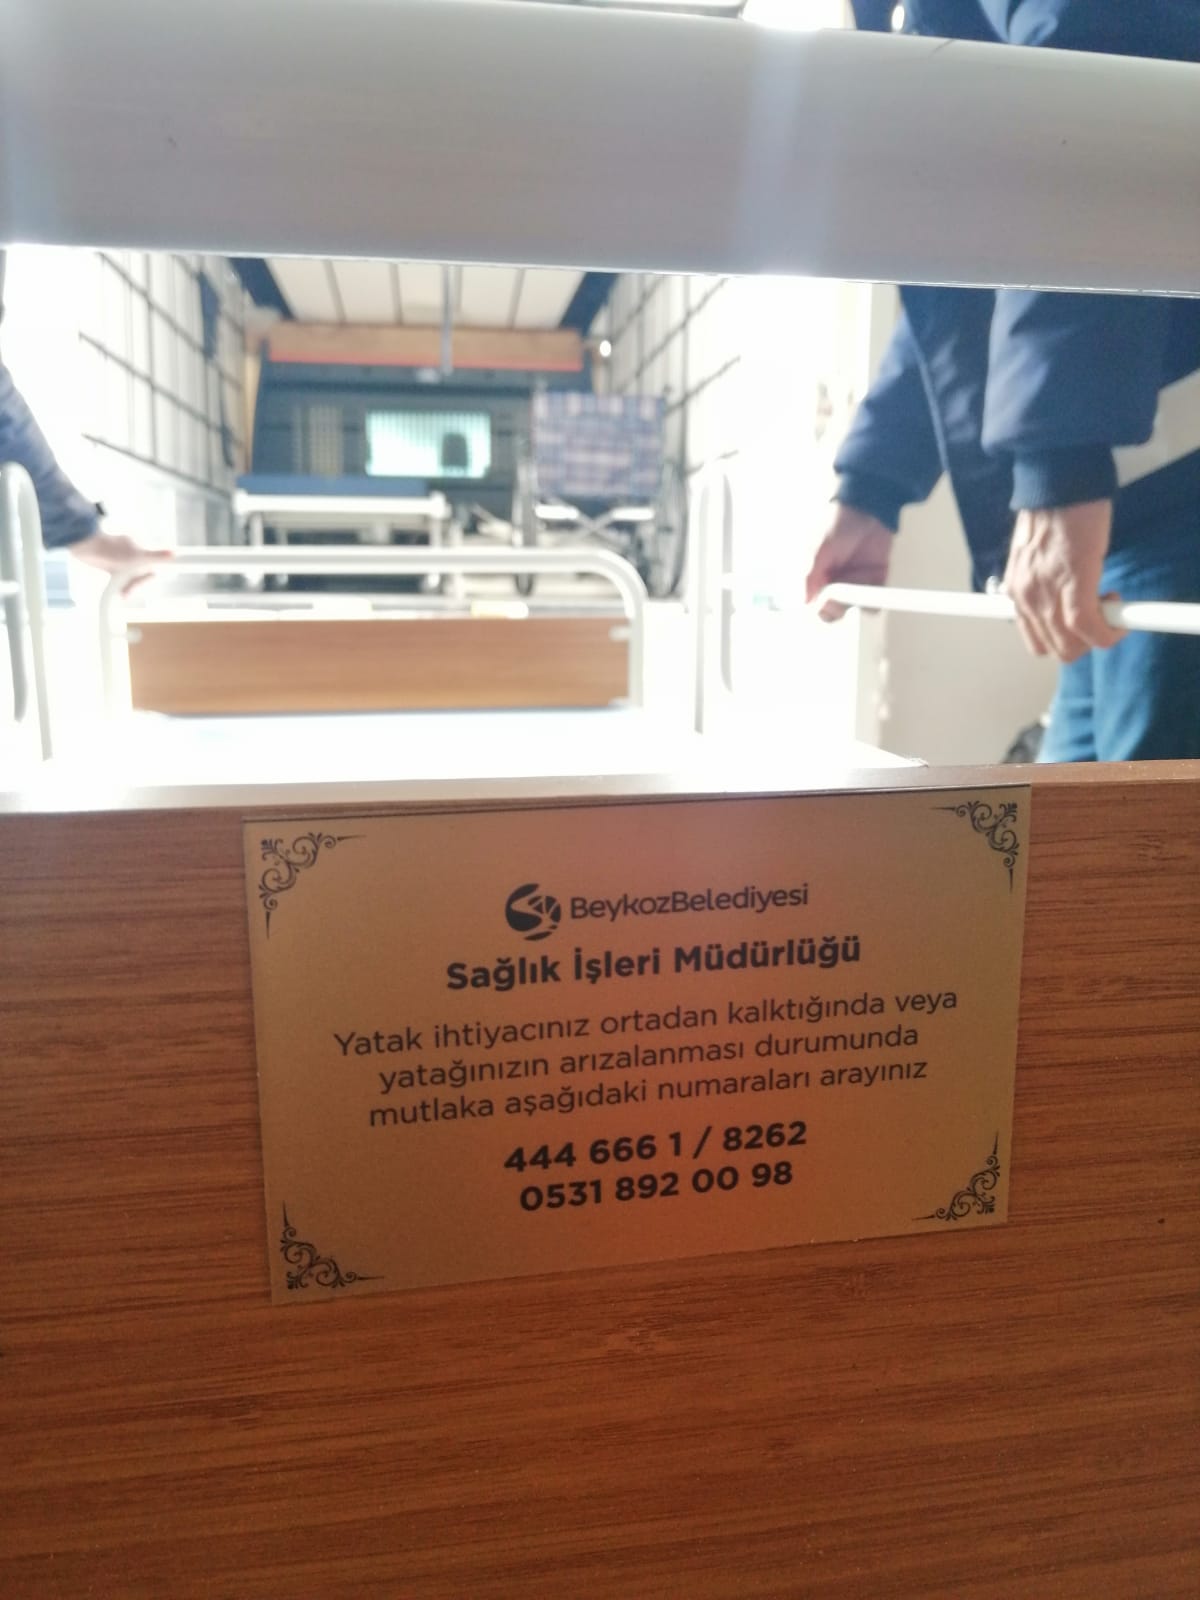 BeykozBelediyesi
Sağlık İşleri Müdürlüğü
Yatak ihtiyacınız ortadan kalktığında veya
yatağınızın arızalanması durumunda
mutlaka aşağıdaki numaraları arayınız
444 666 1 / 8262
0531 892 00 98